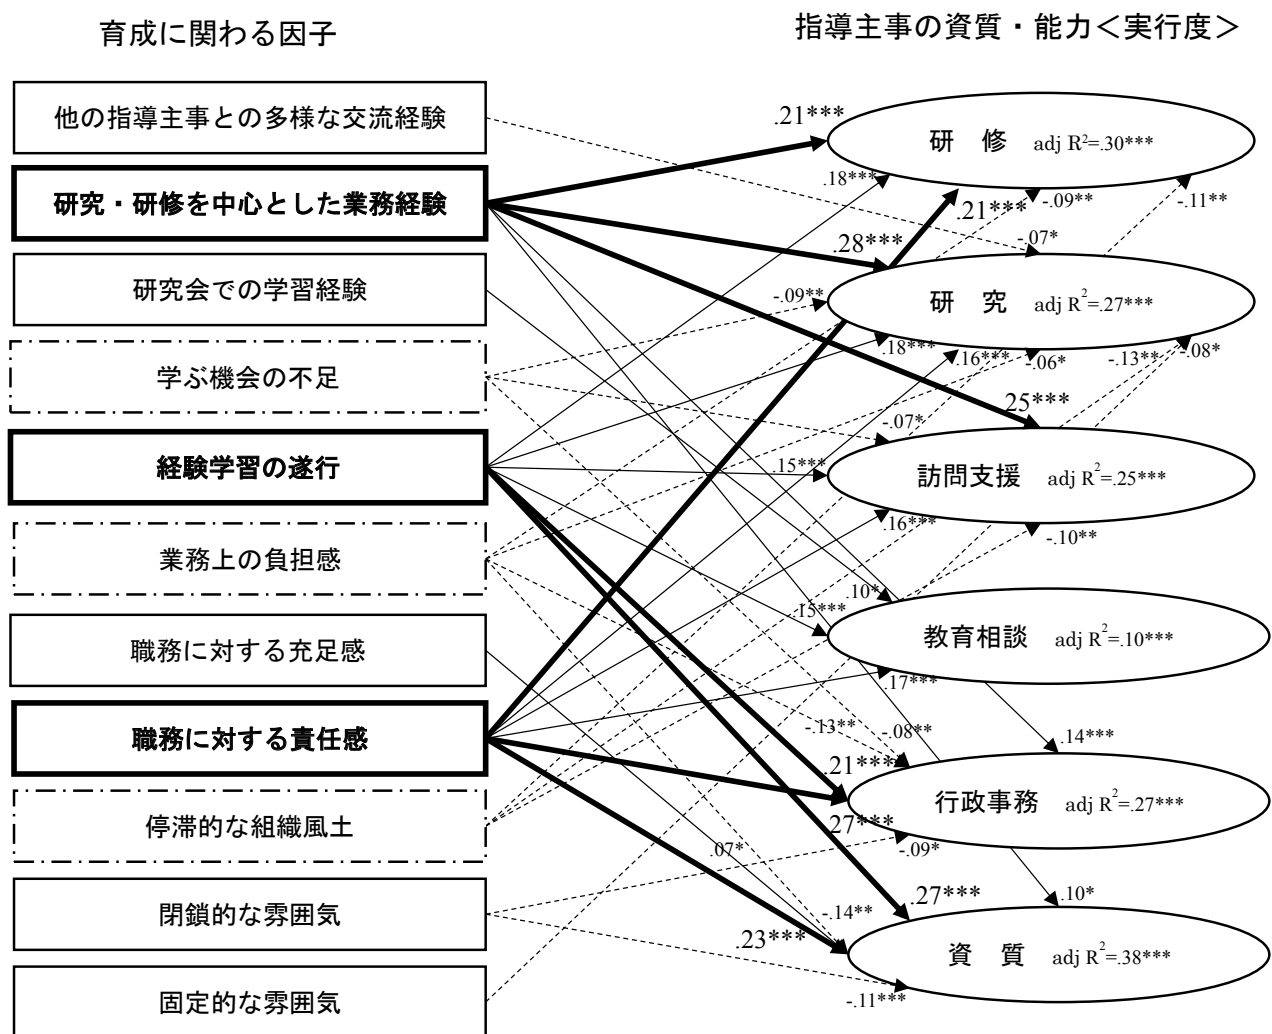 育成に関わる因子
指導主事の資質・能力＜実行度＞
他の指導主事との多様な交流経験
研究・研修を中心とした業務経験
研究会での学習経験
学ぶ機会の不足
経験学習の遂行
業務上の負担感
職務に対する充足感
職務に対する責任感
停滞的な組織風土
閉鎖的な雰囲気
固定的な雰囲気
.21***
研 修 adj R²=.30***
.18***
.21***
-.09**
-.11**
.28***
-.07*
-.09**
研 究 adj R²=.27***
.18***
.16***
-.06*
-.13**
-.08*
.25***
-.07*
.15***
訪問支援 adj R²=.25***
.16***
-.10**
.10*
.15***
教育相談 adj R²=.10***
.17***
-.13**
-.08**
.14***
.21***
行政事務 adj R²=.27***
.27***
.07*
-.09*
.27***
.10*
-.14**
.23***
資 質 adj R²=.38***
-.11***